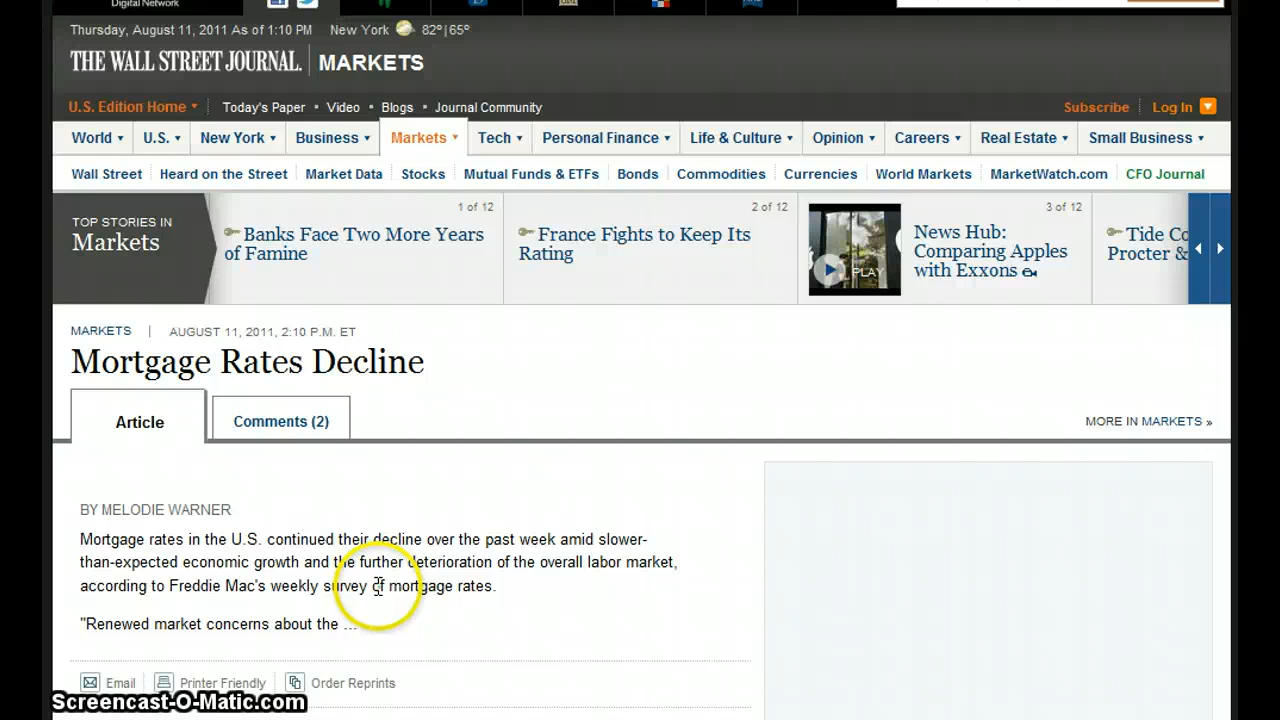 Digital Network
Thursday, August 11, 2011 As of 1:10 PM New York 82º|65º
THE WALL STREET JOURNAL. MARKETS
U.S. Edition Home Today's Paper • Video • Blogs • Journal Community Subscribe Log In
World U.S. New York Business Markets Tech Personal Finance Life & Culture Opinion Careers Real Estate Small Business
Wall Street Heard on the Street Market Data Stocks Mutual Funds & ETFs Bonds Commodities Currencies World Markets MarketWatch.com CFO Journal
TOP STORIES IN
Markets
1 of 12
Banks Face Two More Years
of Famine
2 of 12
France Fights to Keep Its
Rating
PLAY
3 of 12
News Hub:
Comparing Apples
with Exxons
Tide Co
Procter &
MARKETS | AUGUST 11, 2011, 2:10 P.M. ET
Mortgage Rates Decline
Article Comments (2) MORE IN MARKETS »
BY MELODIE WARNER
Mortgage rates in the U.S. continued their decline over the past week amid slower-
than-expected economic growth and the further deterioration of the overall labor market,
according to Freddie Mac's weekly survey of mortgage rates.
"Renewed market concerns about the ...
Email Printer Friendly Order Reprints
Screencast-O-Matic.com